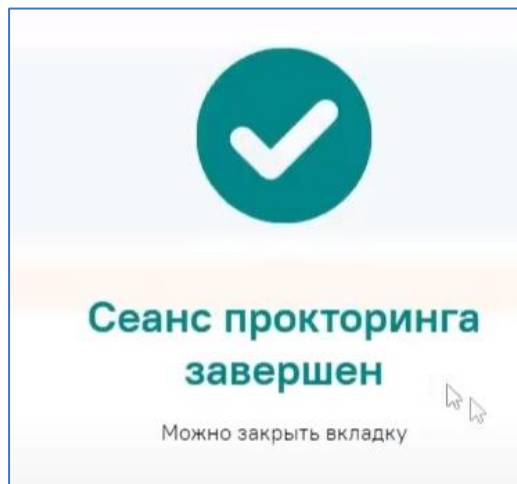 Сеанс прокторинга
завершен
Можно закрыть вкладку